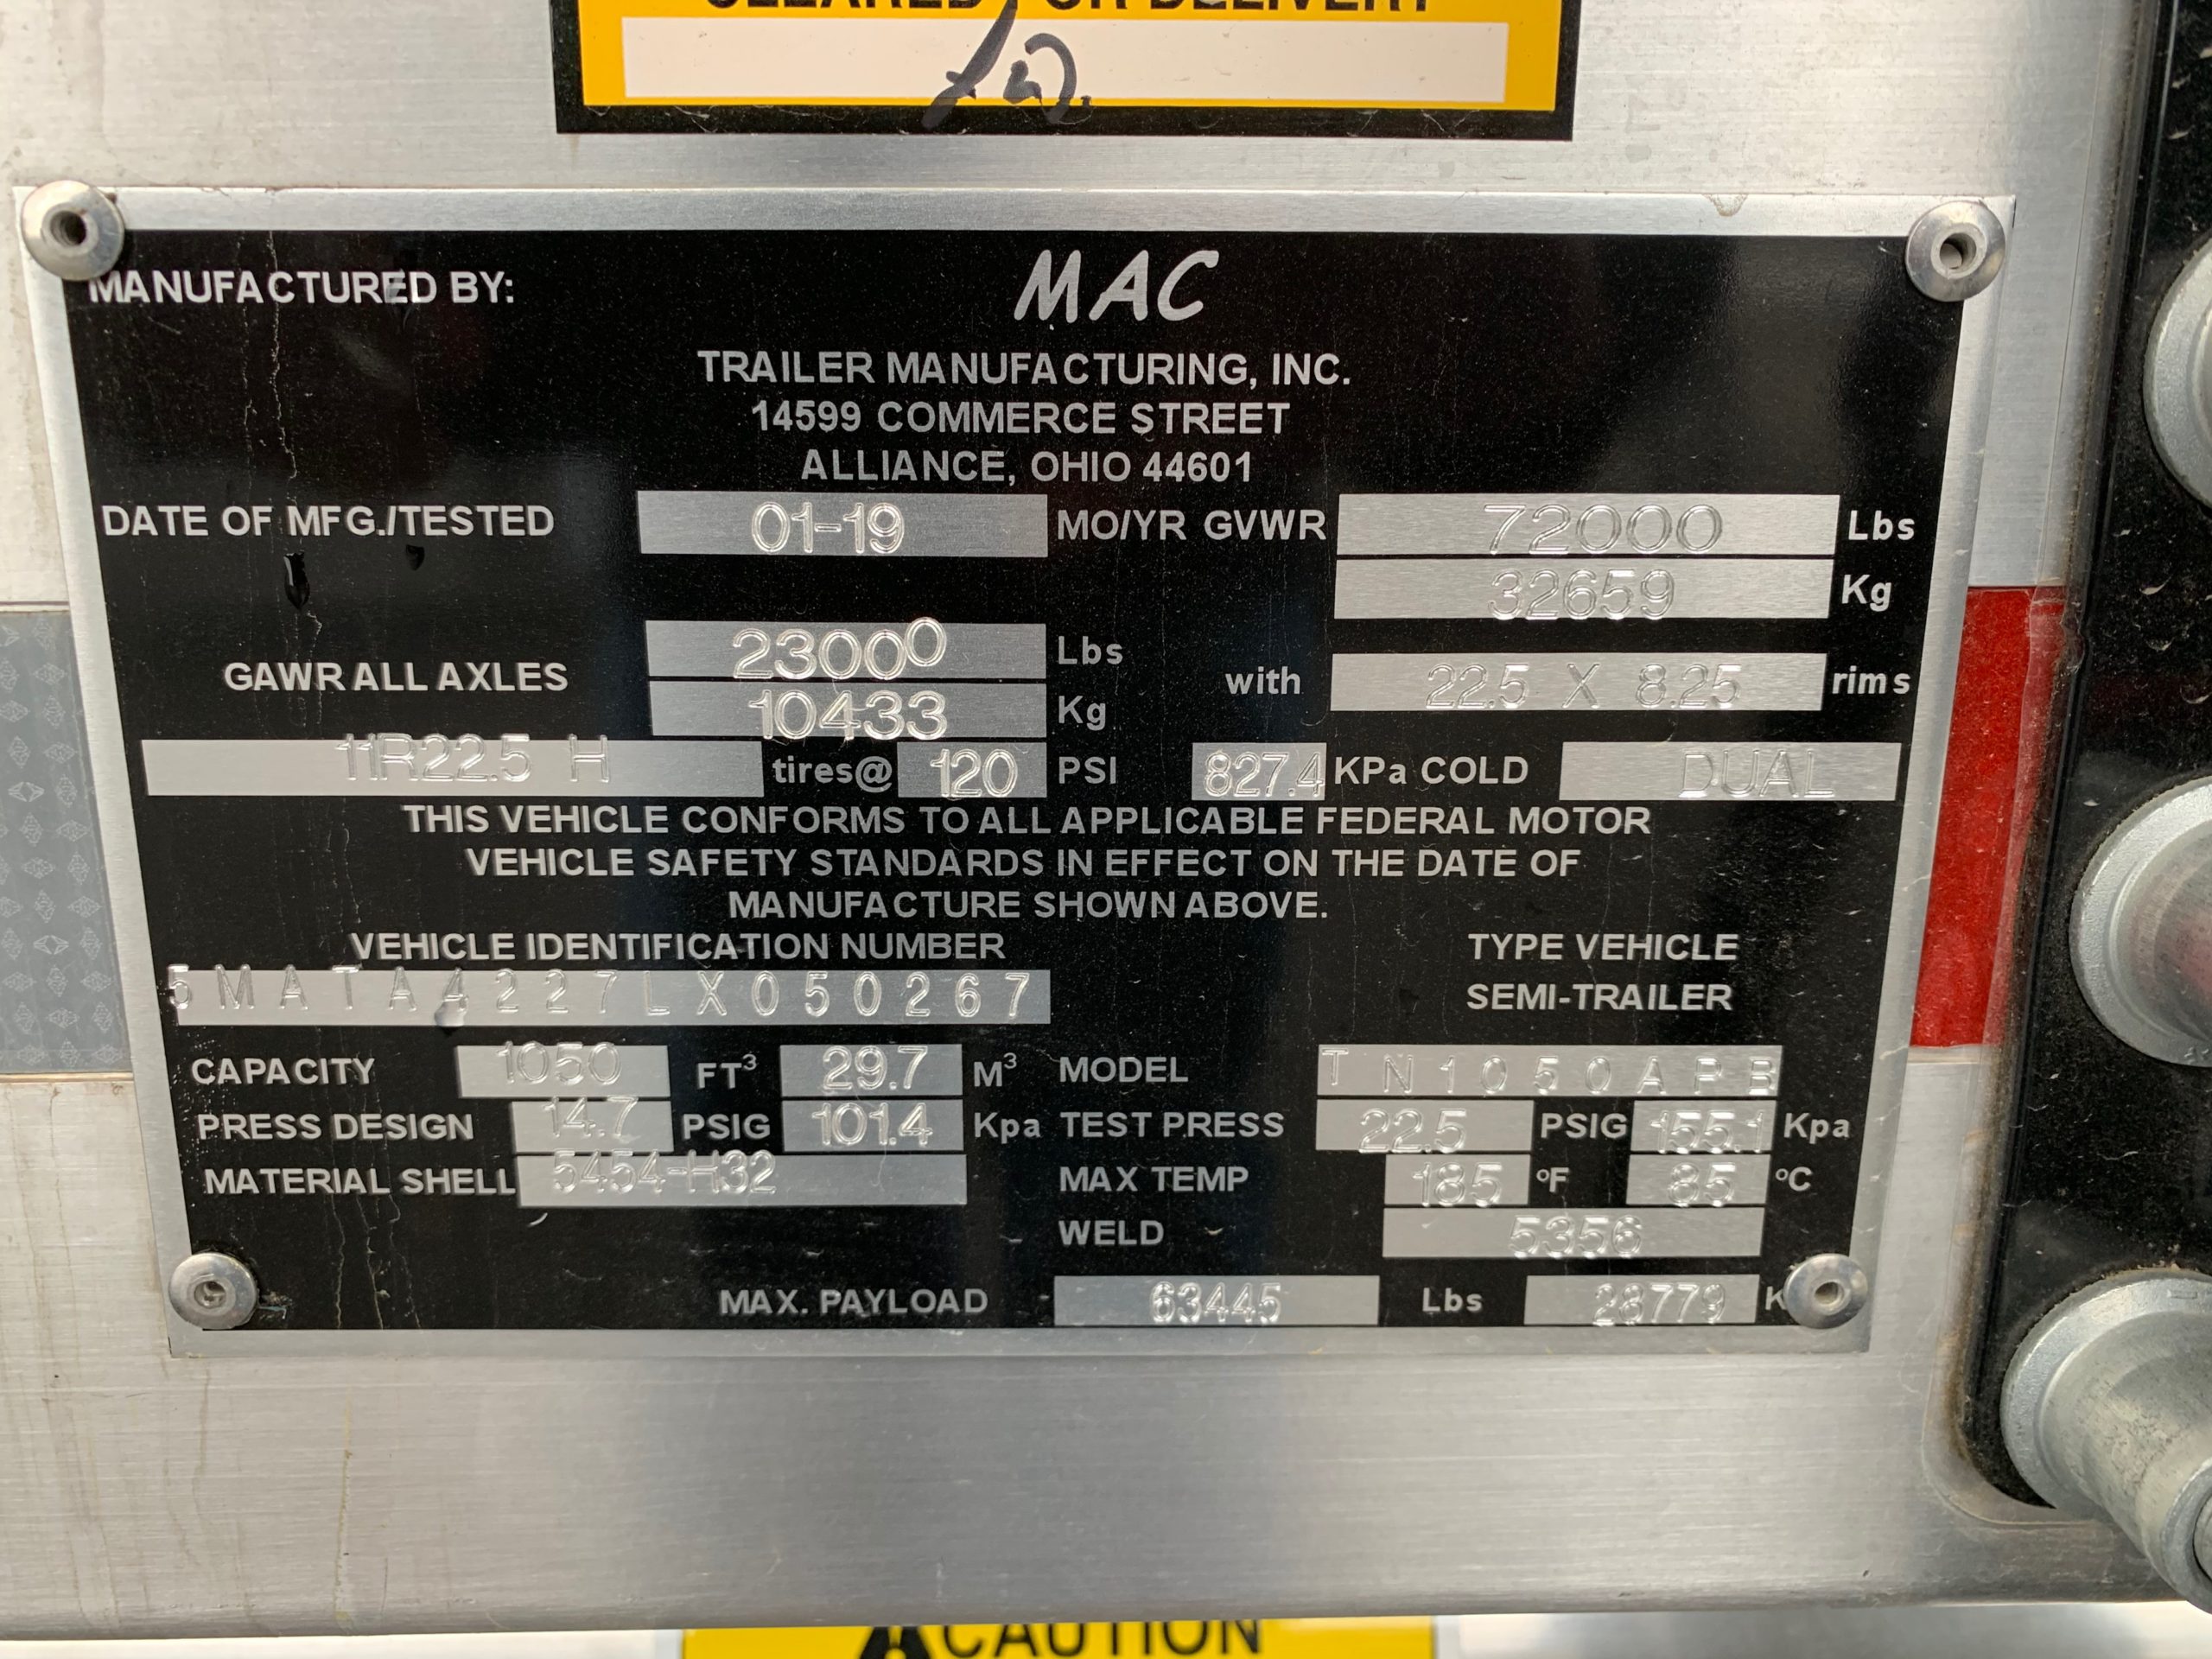 CLEARED FOR DELIVERY
MANUFACTURED BY:
MAC
TRAILER MANUFACTURING, INC.
14599 COMMERCE STREET
ALLIANCE, OHIO 44601
DATE OF MFG./TESTED 01-19 MO/YR GVWR 72000 Lbs
32659 Kg
GAWR ALL AXLES 23000 Lbs
10433 Kg
with 22.5 X 8.25 rims
11R22.5 H tires@ 120 PSI 827.4 KPa COLD DUAL
THIS VEHICLE CONFORMS TO ALL APPLICABLE FEDERAL MOTOR
VEHICLE SAFETY STANDARDS IN EFFECT ON THE DATE OF
MANUFACTURE SHOWN ABOVE.
VEHICLE IDENTIFICATION NUMBER TYPE VEHICLE
5MATA4227LX050267 SEMI-TRAILER
CAPACITY 1050 FT³ 29.7 M³ MODEL TN1050APB
PRESS DESIGN 14.7 PSIG 101.4 Kpa TEST PRESS 22.5 PSIG 155.1 Kpa
MATERIAL SHELL 5454-H32 MAX TEMP 185 °F 85 °C
WELD 5356
MAX. PAYLOAD 63445 Lbs 28779 K
CAUTION